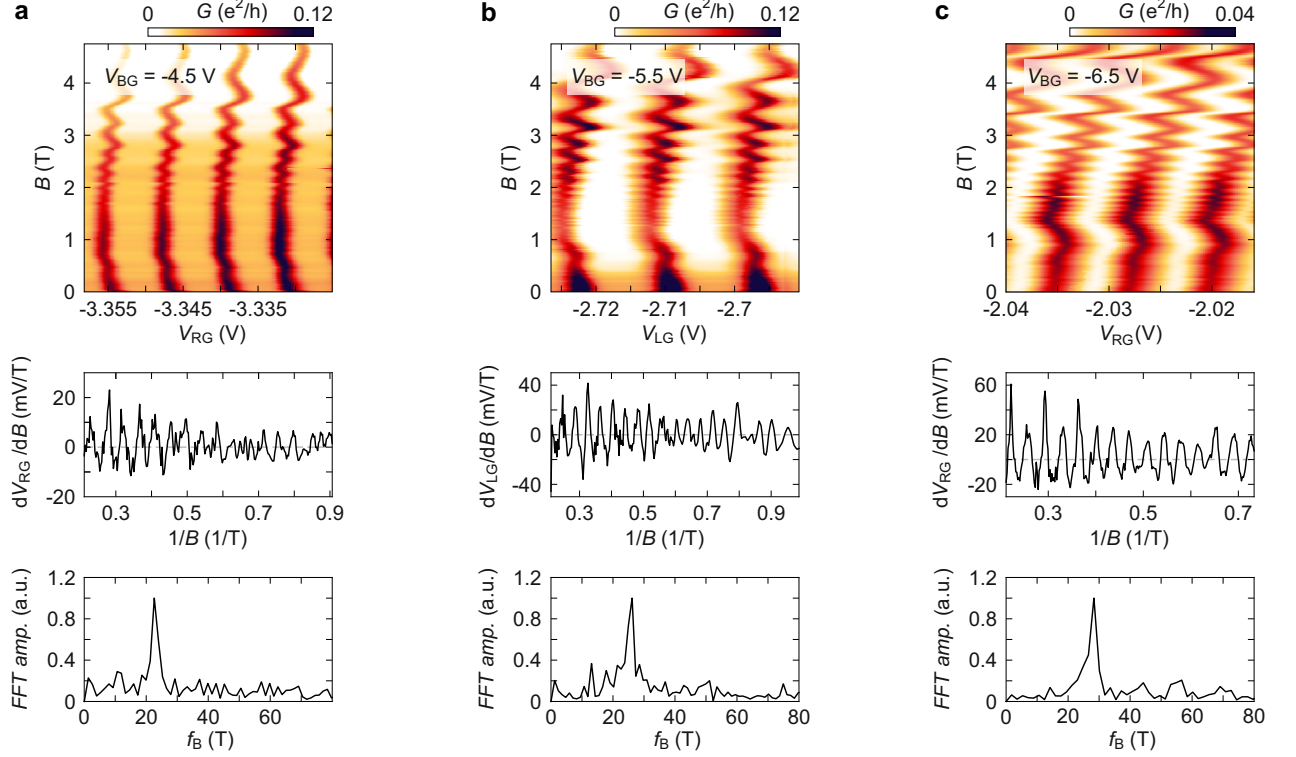 a
0 G (e²/h) 0.12
V_BG = -4.5 V
4
3
2
1
0
B (T)
-3.355 -3.345 -3.335
V_RG (V)
20
0
-20
dV_RG /dB (mV/T)
0.3 0.5 0.7 0.9
1/B (1/T)
1.2
0.8
0.4
0
FFT amp. (a.u.)
0 20 40 60
f_B (T)
b
0 G (e²/h) 0.12
V_BG = -5.5 V
4
3
2
1
0
B (T)
-2.72 -2.71 -2.7
V_LG (V)
40
0
-40
dV_LG/dB (mV/T)
0.3 0.5 0.7 0.9
1/B (1/T)
1.2
0.8
0.4
0
FFT amp. (a.u.)
0 20 40 60 80
f_B (T)
c
0 G (e²/h) 0.04
V_BG = -6.5 V
4
3
2
1
0
B (T)
-2.04 -2.03 -2.02
V_RG(V)
60
20
-20
dV_RG /dB (mV/T)
0.3 0.5 0.7
1/B (1/T)
1.2
0.8
0.4
0
FFT amp. (a.u.)
0 20 40 60 80
f_B (T)